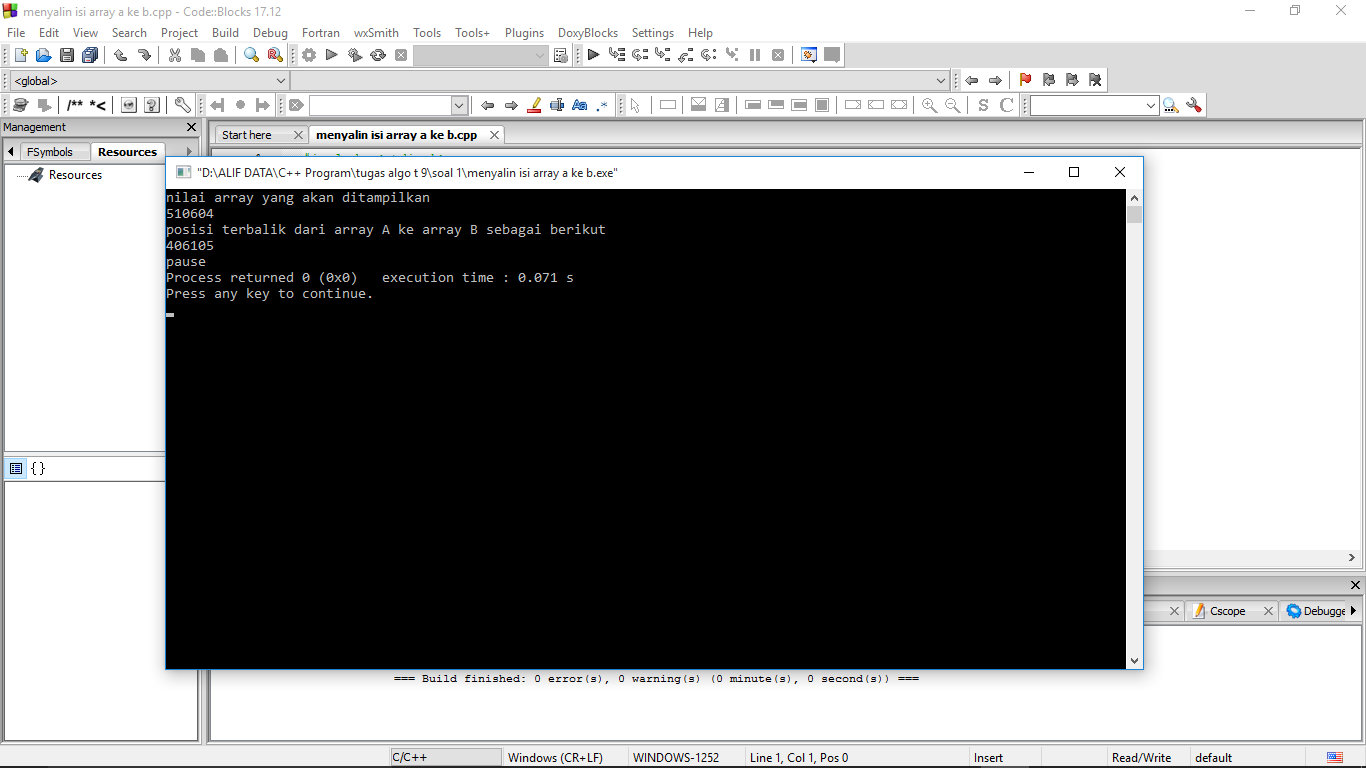 menyalin isi array a ke b.cpp - Code::Blocks 17.12
File Edit View Search Project Build Debug Fortran wxSmith Tools Tools+ Plugins DoxyBlocks Settings Help
<global>
/** *<
Aa .*
S C
Management
Start here menyalin isi array a ke b.cpp
FSymbols Resources
Resources
"D:\ALIF DATA\C++ Program\tugas algo t 9\soal 1\menyalin isi array a ke b.exe"
nilai array yang akan ditampilkan
510604
posisi terbalik dari array A ke array B sebagai berikut
406105
pause
Process returned 0 (0x0) execution time : 0.071 s
Press any key to continue.
{}
Cscope Debugge
=== Build finished: 0 error(s), 0 warning(s) (0 minute(s), 0 second(s)) ===
C/C++ Windows (CR+LF) WINDOWS-1252 Line 1, Col 1, Pos 0 Insert Read/Write default